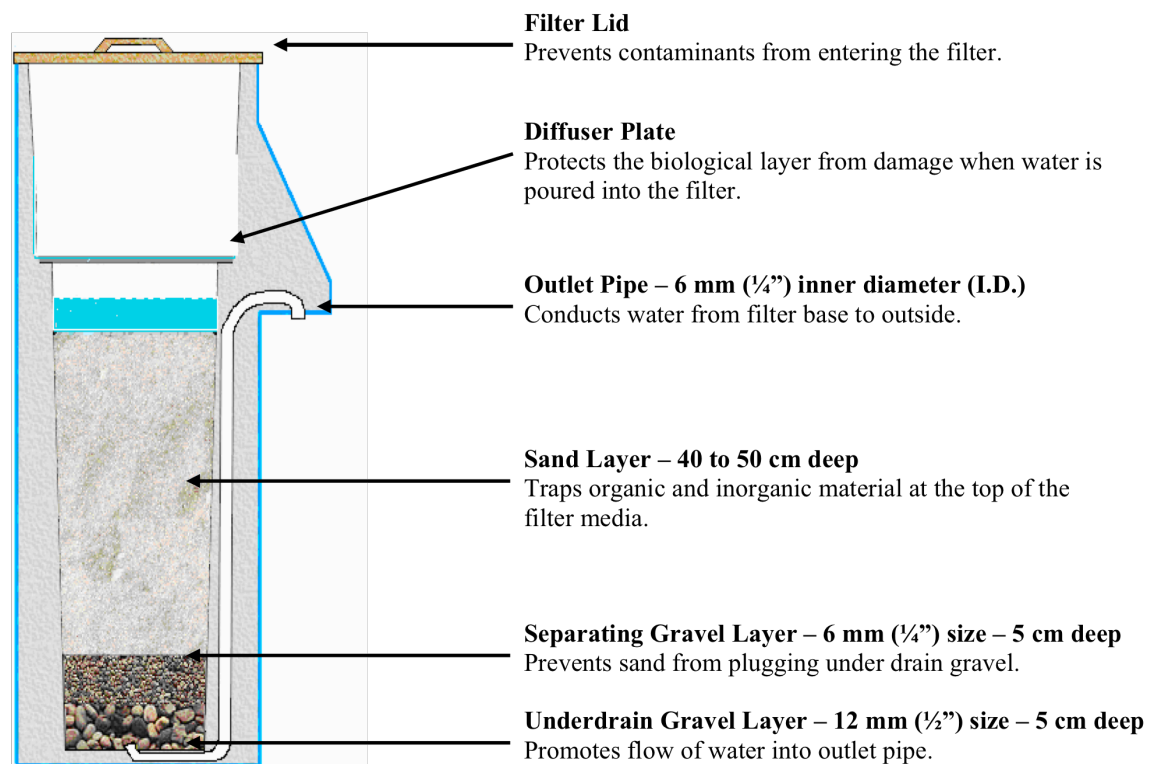 Filter Lid
Prevents contaminants from entering the filter.
Diffuser Plate
Protects the biological layer from damage when water is
poured into the filter.
Outlet Pipe – 6 mm (¼”) inner diameter (I.D.)
Conducts water from filter base to outside.
Sand Layer – 40 to 50 cm deep
Traps organic and inorganic material at the top of the
filter media.
Separating Gravel Layer – 6 mm (¼”) size – 5 cm deep
Prevents sand from plugging under drain gravel.
Underdrain Gravel Layer – 12 mm (½”) size – 5 cm deep
Promotes flow of water into outlet pipe.